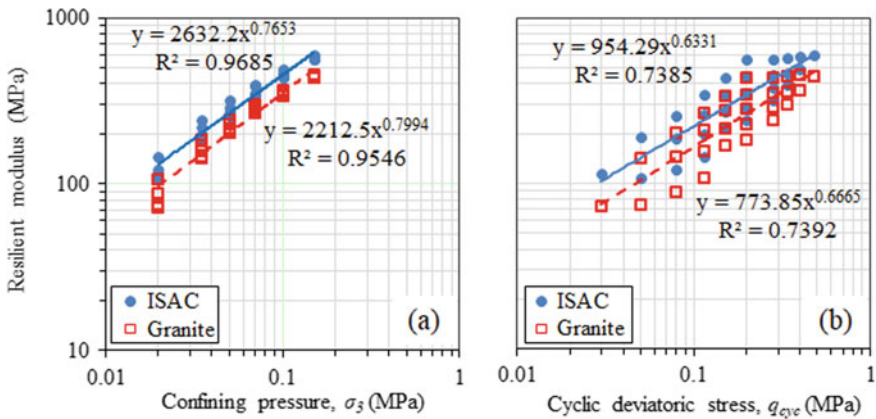 1000
100
10
Resilient modulus (MPa)
y = 2632.2x^0.7653
R² = 0.9685
y = 2212.5x^0.7994
R² = 0.9546
ISAC
Granite
(a)
0.01
0.1
1
Confining pressure, σ3 (MPa)
y = 954.29x^0.6331
R² = 0.7385
y = 773.85x^0.6665
R² = 0.7392
ISAC
Granite
(b)
0.01
0.1
1
Cyclic deviatoric stress, qcyc (MPa)